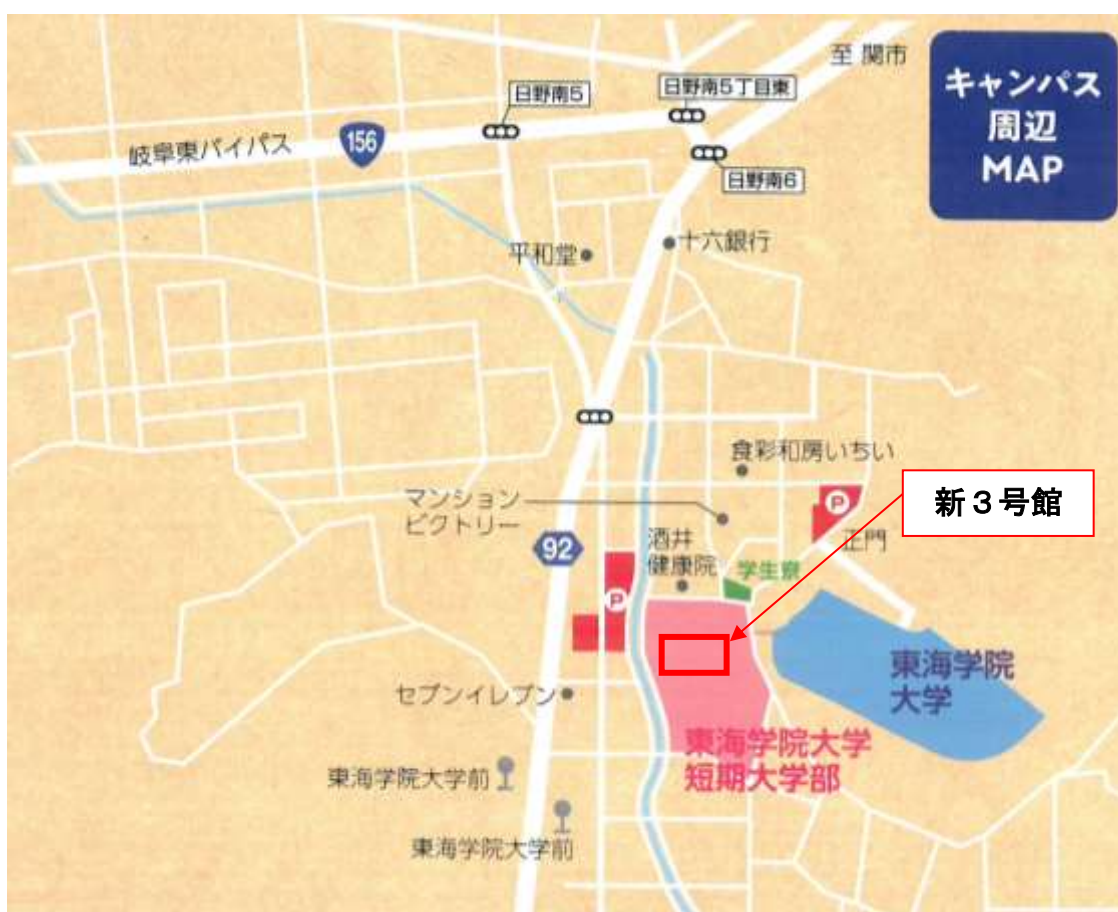 至 関市
キャンパス
周辺
MAP
日野南5
日野南5丁目東
岐阜東バイパス
156
日野南6
十六銀行
平和堂
食彩和房いちい
新３号館
マンション
ビクトリー
P
正門
92
酒井
健康院
学生寮
P
東海学院
大学
セブンイレブン
東海学院大学
短期大学部
東海学院大学前
東海学院大学前